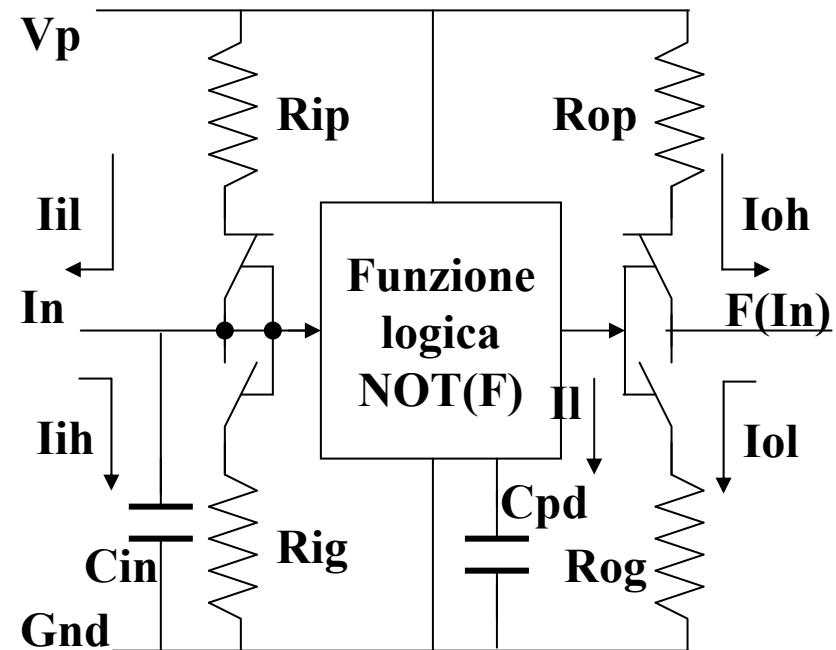 Vp
Rip
Rop
Iil
Ioh
In
Funzione
logica
NOT(F)
F(In)
Iih
Il
Iol
Cpd
Cin
Rig
Rog
Gnd